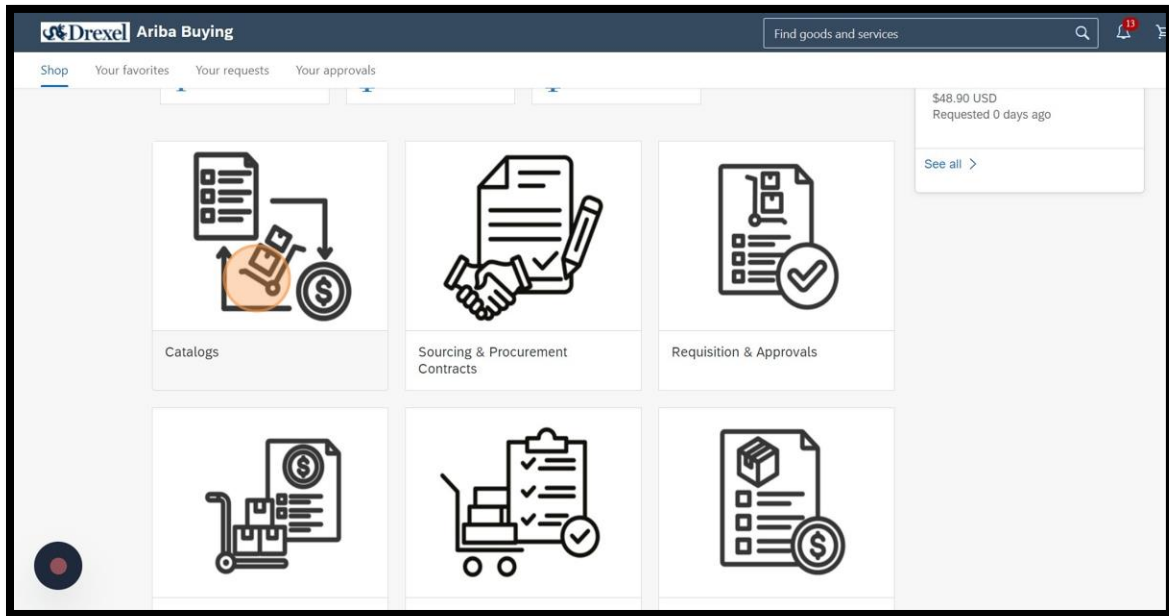 Drexel Ariba Buying
Find goods and services
13
Shop Your favorites Your requests Your approvals
$48.90 USD
Requested 0 days ago
See all >
Catalogs
Sourcing & Procurement
Contracts
Requisition & Approvals